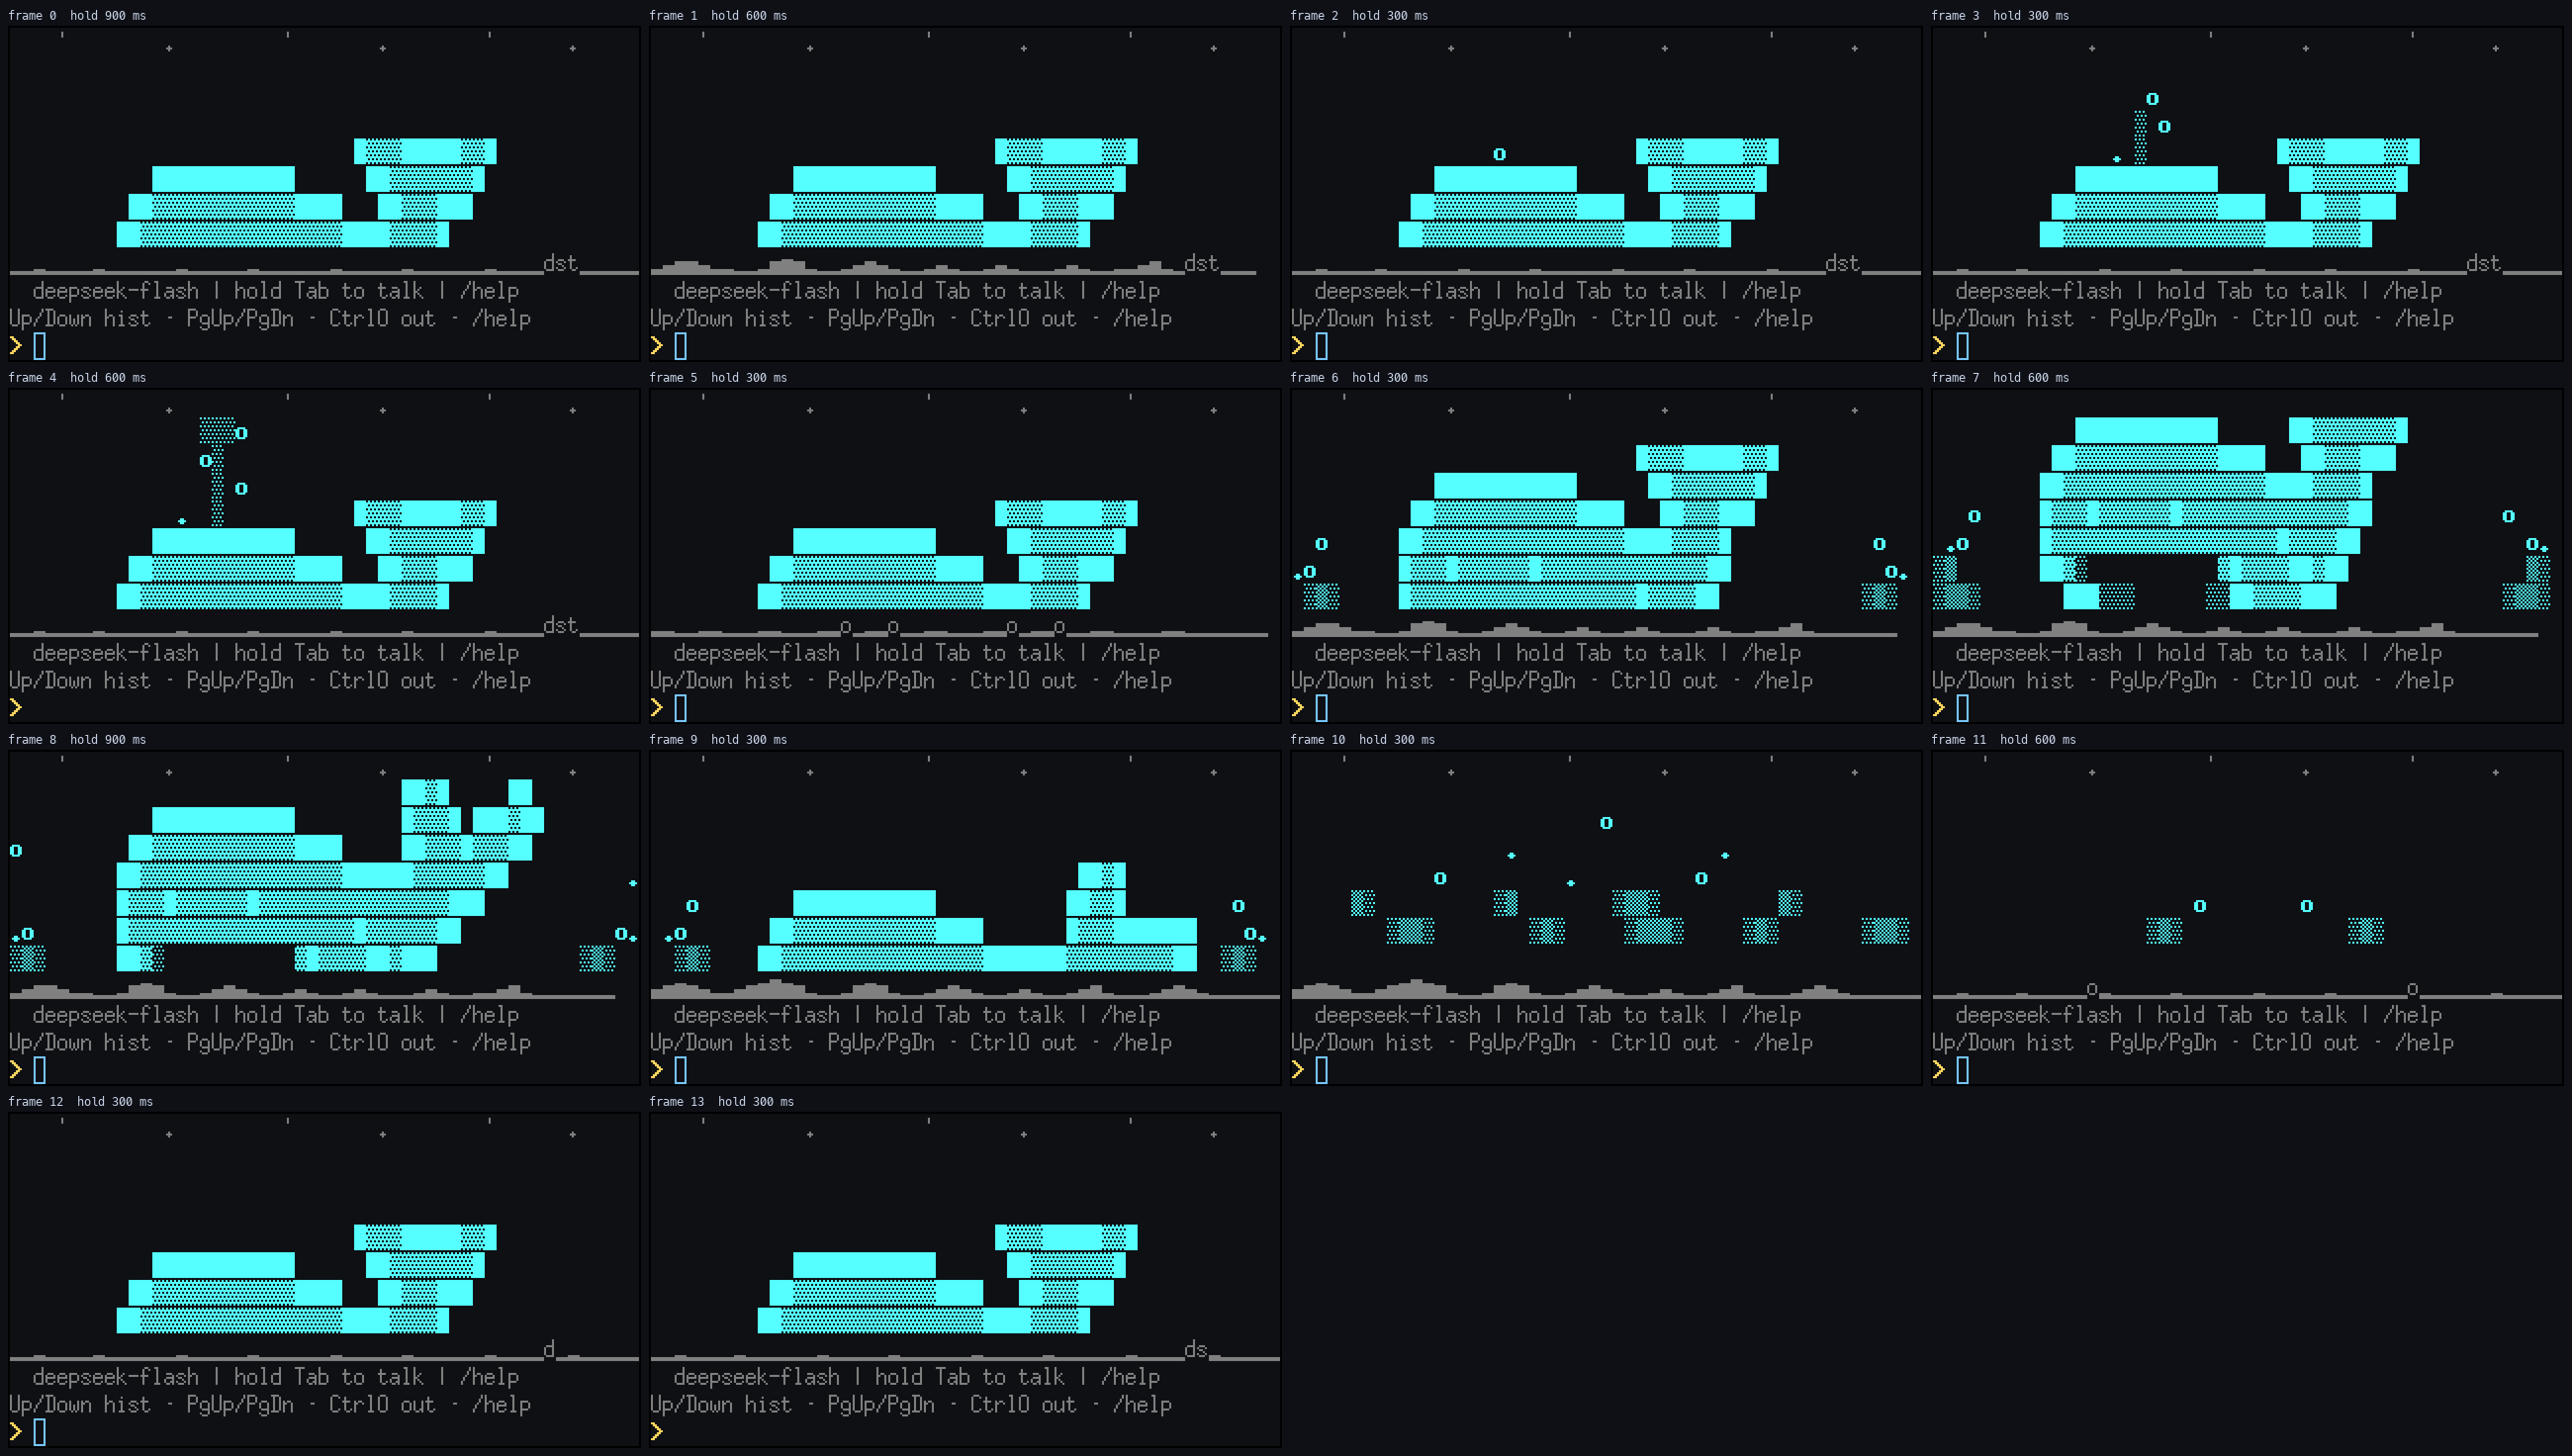 frame 0 hold 900 ms
frame 1 hold 600 ms
frame 2 hold 300 ms
frame 3 hold 300 ms
dst
dst
dst
dst
deepseek-flash | hold Tab to talk | /help
deepseek-flash | hold Tab to talk | /help
deepseek-flash | hold Tab to talk | /help
deepseek-flash | hold Tab to talk | /help
Up/Down hist - PgUp/PgDn - CtrlO out - /help
Up/Down hist - PgUp/PgDn - CtrlO out - /help
Up/Down hist - PgUp/PgDn - CtrlO out - /help
Up/Down hist - PgUp/PgDn - CtrlO out - /help
>
>
>
>
frame 4 hold 600 ms
frame 5 hold 300 ms
frame 6 hold 300 ms
frame 7 hold 600 ms
dst
deepseek-flash | hold Tab to talk | /help
deepseek-flash | hold Tab to talk | /help
deepseek-flash | hold Tab to talk | /help
deepseek-flash | hold Tab to talk | /help
Up/Down hist - PgUp/PgDn - CtrlO out - /help
Up/Down hist - PgUp/PgDn - CtrlO out - /help
Up/Down hist - PgUp/PgDn - CtrlO out - /help
Up/Down hist - PgUp/PgDn - CtrlO out - /help
>
>
>
>
frame 8 hold 900 ms
frame 9 hold 300 ms
frame 10 hold 300 ms
frame 11 hold 600 ms
deepseek-flash | hold Tab to talk | /help
deepseek-flash | hold Tab to talk | /help
deepseek-flash | hold Tab to talk | /help
deepseek-flash | hold Tab to talk | /help
Up/Down hist - PgUp/PgDn - CtrlO out - /help
Up/Down hist - PgUp/PgDn - CtrlO out - /help
Up/Down hist - PgUp/PgDn - CtrlO out - /help
Up/Down hist - PgUp/PgDn - CtrlO out - /help
>
>
>
>
frame 12 hold 300 ms
frame 13 hold 300 ms
d
ds
deepseek-flash | hold Tab to talk | /help
deepseek-flash | hold Tab to talk | /help
Up/Down hist - PgUp/PgDn - CtrlO out - /help
Up/Down hist - PgUp/PgDn - CtrlO out - /help
>
>